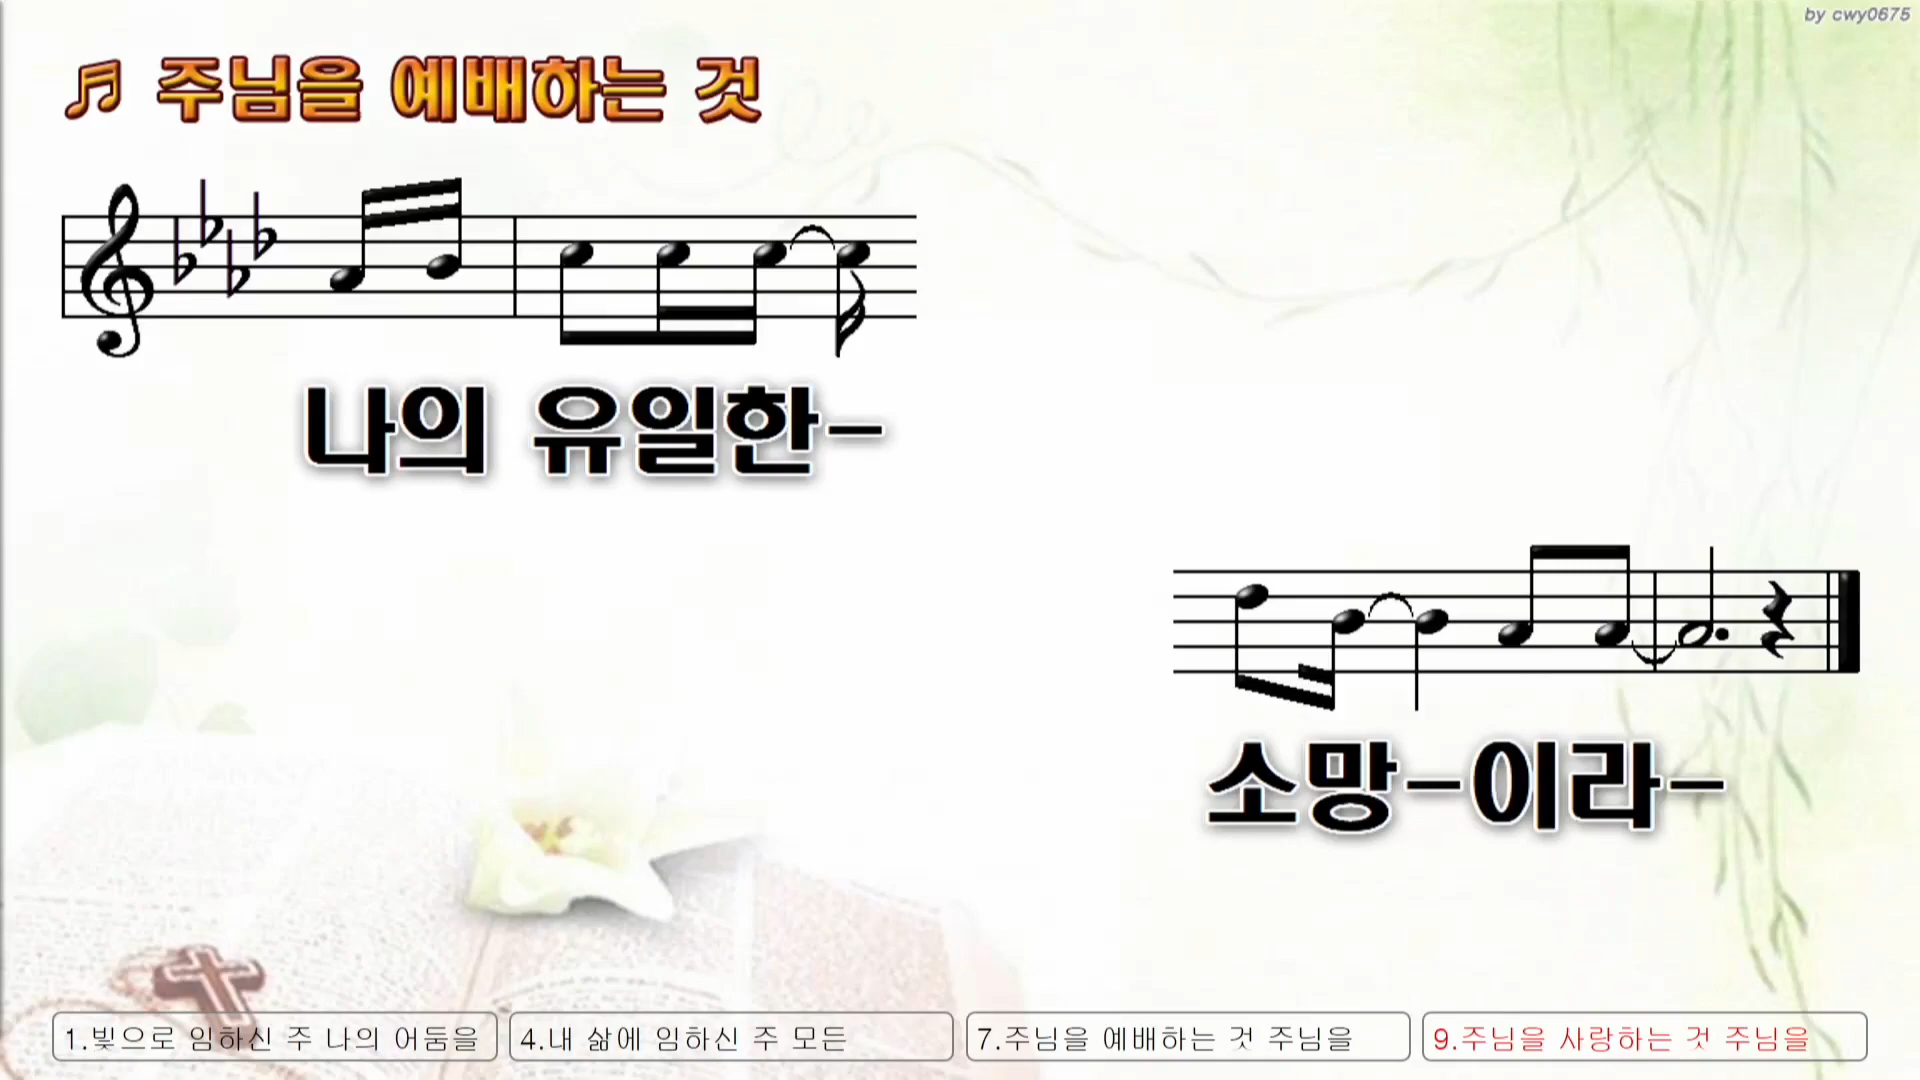 by cwy0675
♬ 주님을 예배하는 것
나의 유일한-
소망-이라-
1.빛으로 임하신 주 나의 어둠을
4.내 삶에 임하신 주 모든
7.주님을 예배하는 것 주님을
9.주님을 사랑하는 것 주님을